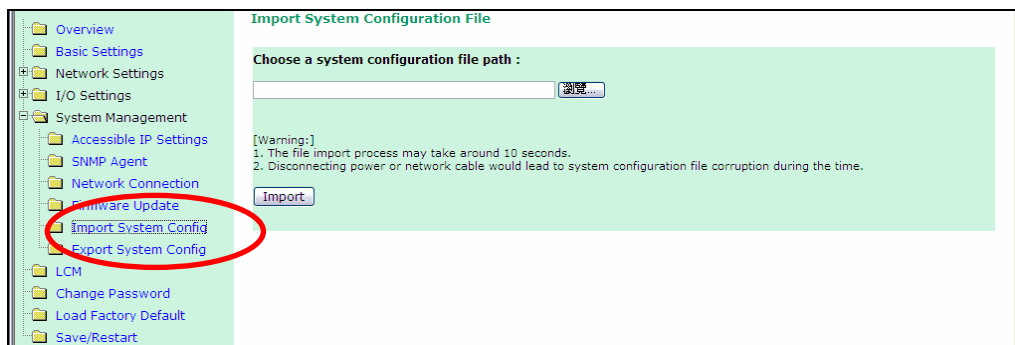 Overview
Basic Settings
Network Settings
I/O Settings
System Management
Accessible IP Settings
SNMP Agent
Network Connection
Firmware Update
Import System Config
Export System Config
LCM
Change Password
Load Factory Default
Save/Restart
Import System Configuration File
Choose a system configuration file path :
瀏覽...
[Warning:]
1. The file import process may take around 10 seconds.
2. Disconnecting power or network cable would lead to system configuration file corruption during the time.
Import